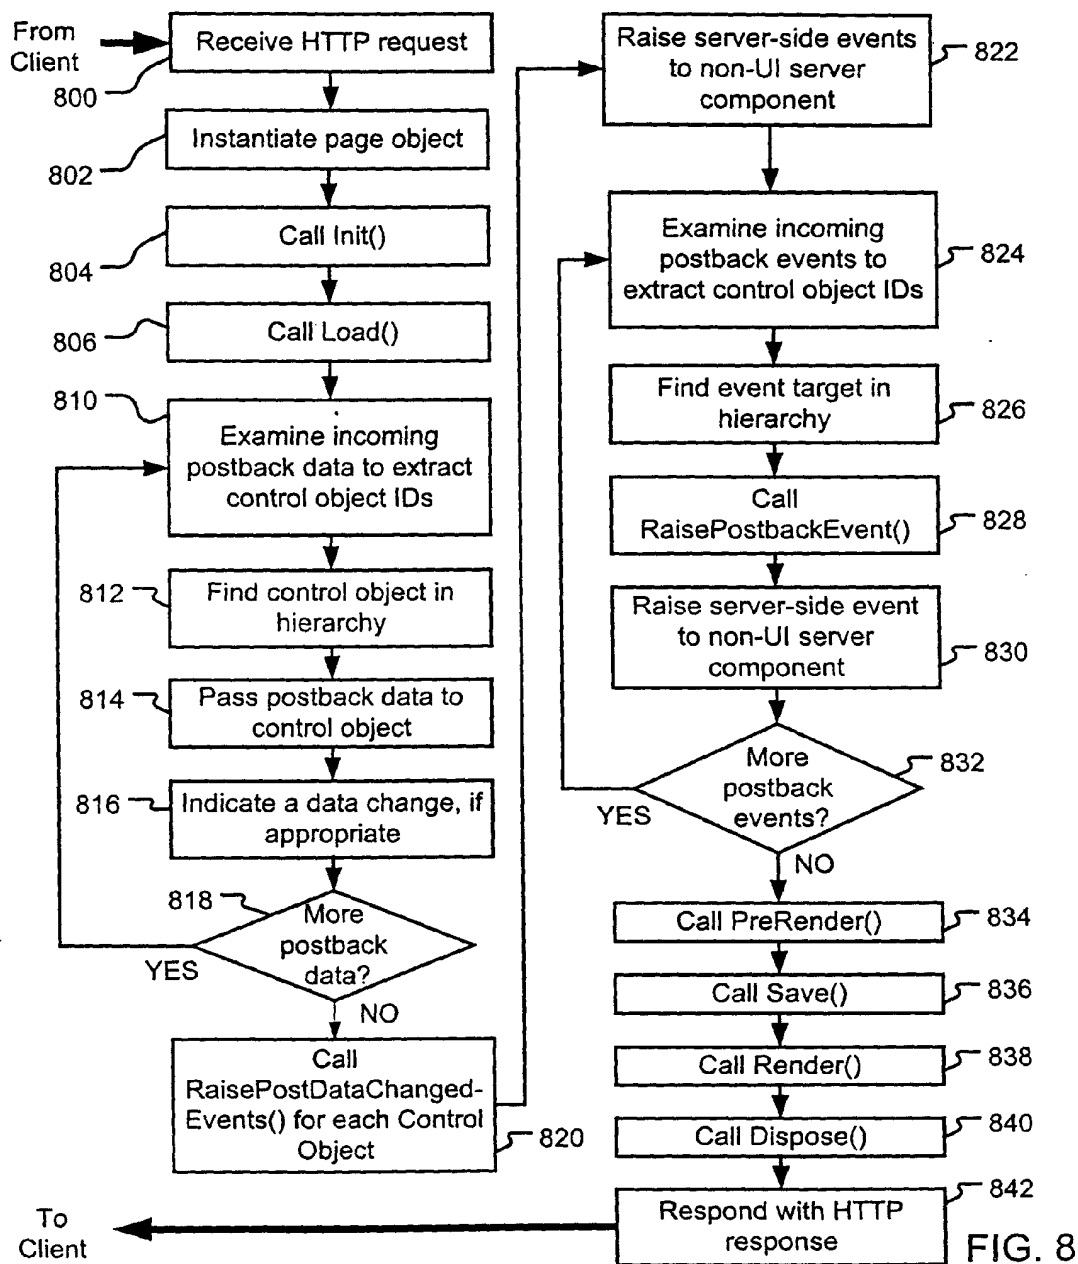 From
Client
Receive HTTP request
800
Instantiate page object
802
Call Init()
804
Call Load()
806
810
Examine incoming
postback data to extract
control object IDs
812
Find control object in
hierarchy
814
Pass postback data to
control object
816
Indicate a data change, if
appropriate
818
More
postback
data?
YES
NO
Call
RaisePostDataChanged-
Events() for each Control
Object
820
Raise server-side events
to non-UI server
component
822
Examine incoming
postback events to
extract control object IDs
824
Find event target in
hierarchy
826
Call
RaisePostbackEvent()
828
Raise server-side event
to non-UI server
component
830
More
postback
events?
832
YES
NO
Call PreRender()
834
Call Save()
836
Call Render()
838
Call Dispose()
840
Respond with HTTP
response
842
To
Client
FIG. 8